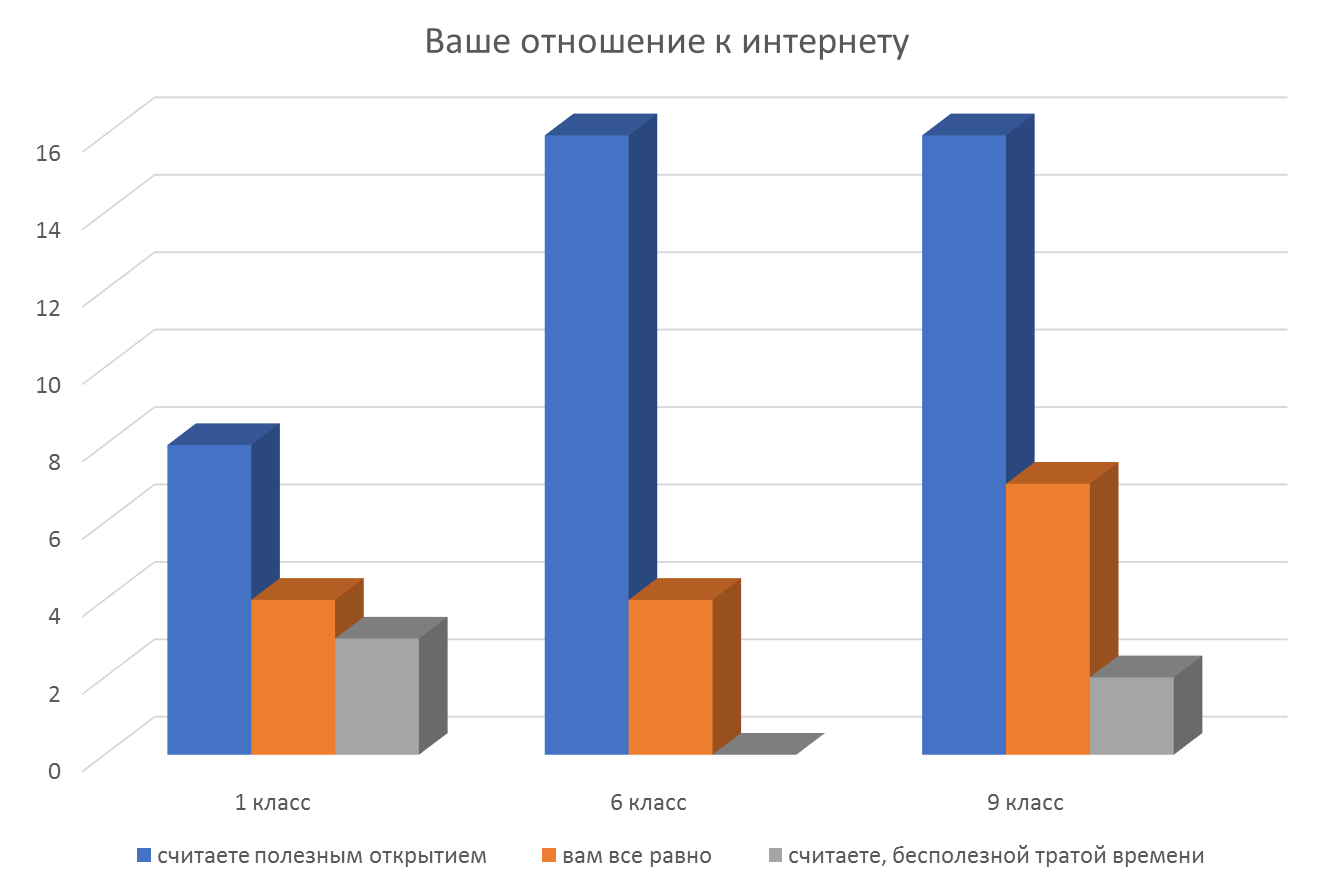 Ваше отношение к интернету
16
14
12
10
8
6
4
2
0
1 класс
6 класс
9 класс
считаете полезным открытием
вам все равно
считаете, бесполезной тратой времени